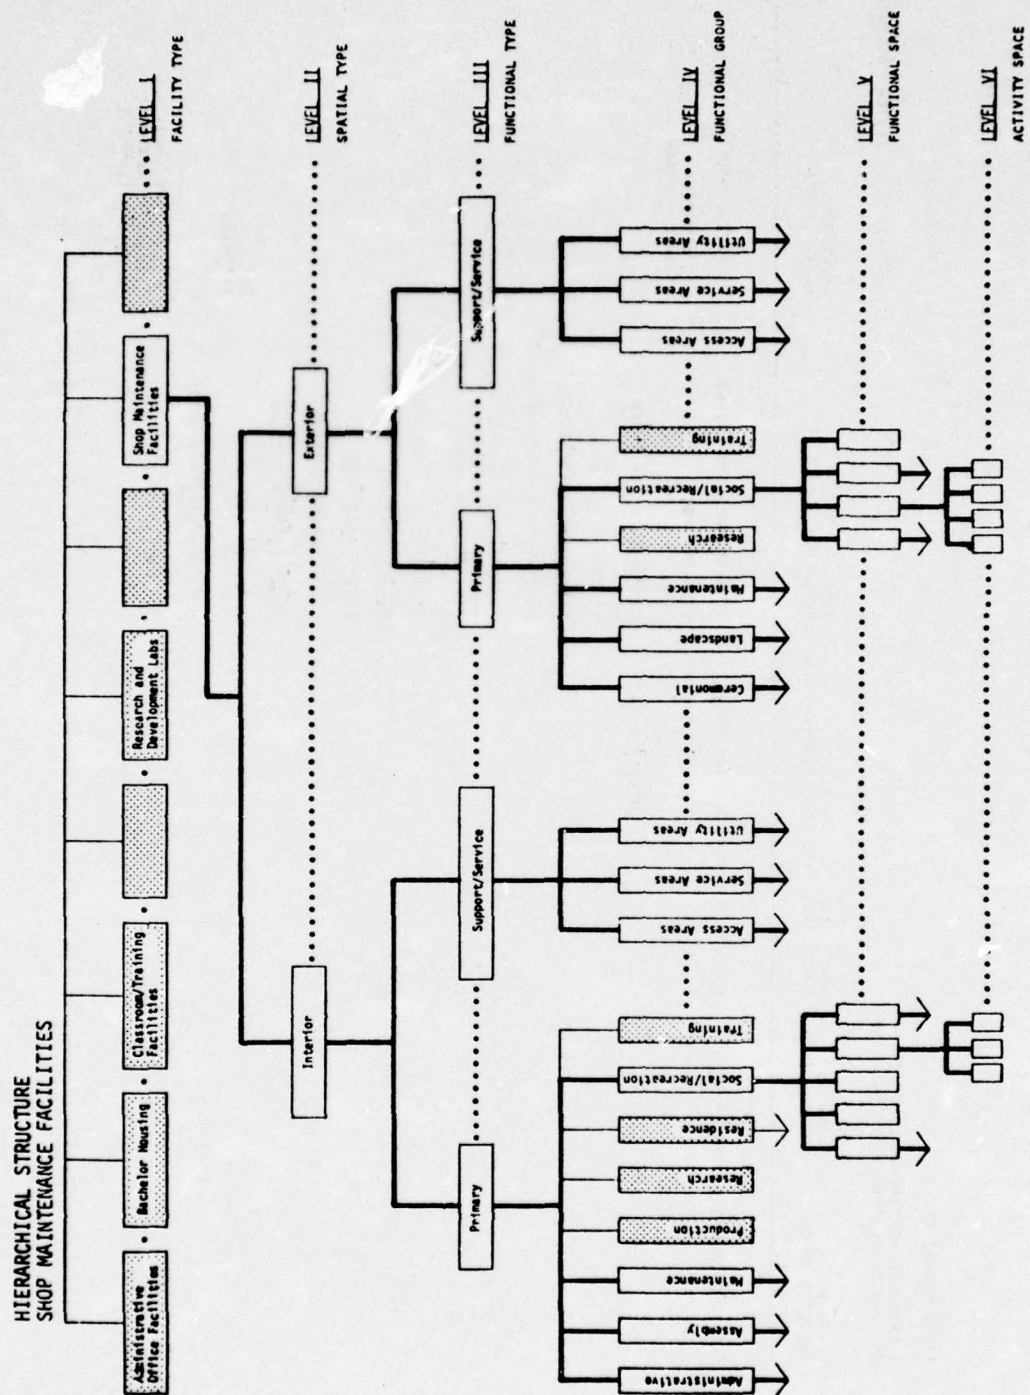 HIERARCHICAL STRUCTURE
SHOP MAINTENANCE FACILITIES
Administrative
Office Facilities
Bachelor Housing
Classroom/Training
Facilities
Research and
Development Labs
Shop Maintenance
Facilities
LEVEL I
FACILITY TYPE
Interior
Exterior
LEVEL II
SPATIAL TYPE
Primary
Support/Service
Primary
Support/Service
LEVEL III
FUNCTIONAL TYPE
Administrative
Assembly
Maintenance
Production
Research
Residence
Social/Recreation
Training
Access Areas
Service Areas
Utility Areas
Ceremonial
Landscape
Maintenance
Research
Social/Recreation
Training
Access Areas
Service Areas
Utility Areas
LEVEL IV
FUNCTIONAL GROUP
LEVEL V
FUNCTIONAL SPACE
LEVEL VI
ACTIVITY SPACE